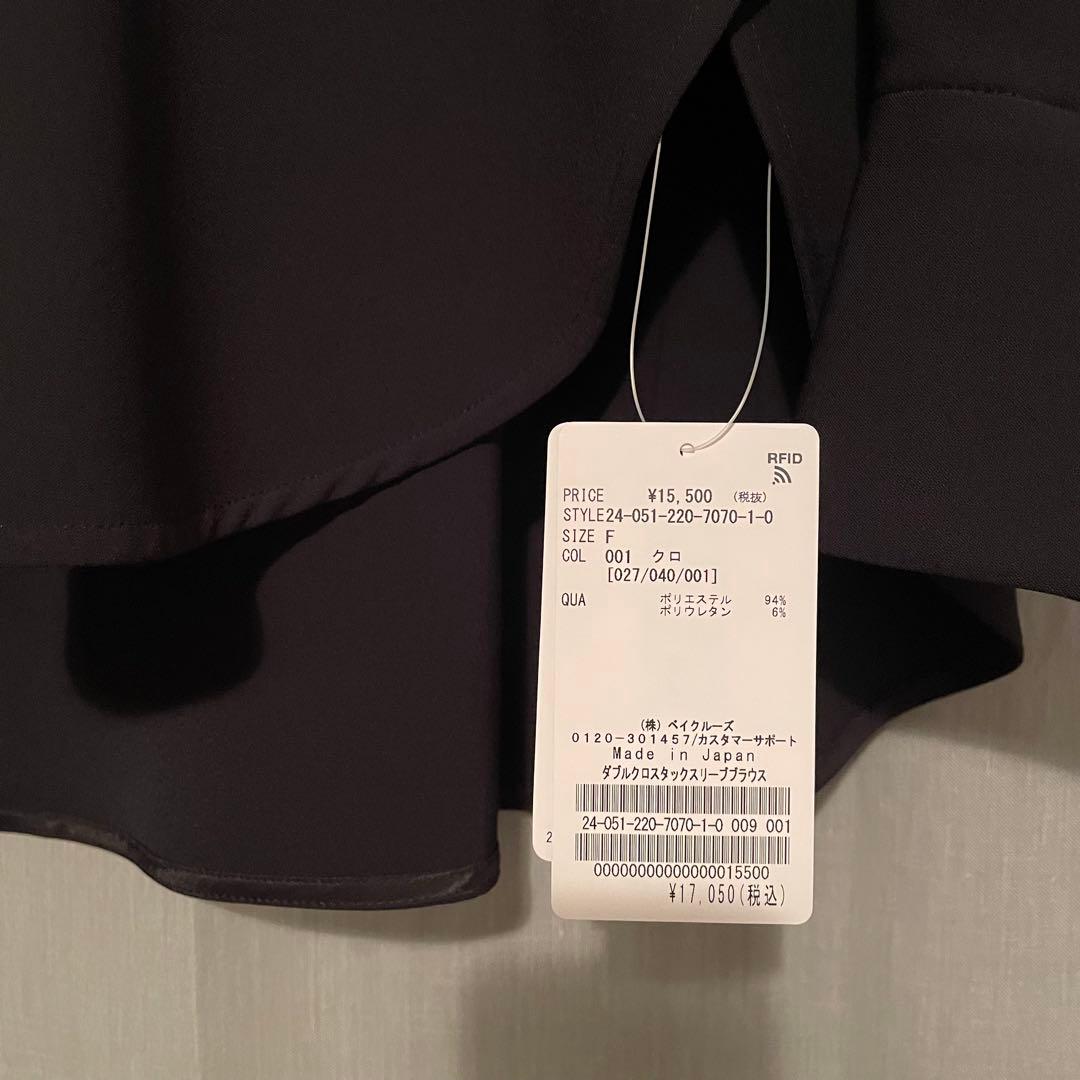 RFID
PRICE ¥15,500 (税抜)
STYLE24-051-220-7070-1-0
SIZE F
COL 001 クロ
[027/040/001]
QUA ポリエステル 94%
ポリウレタン 6%
(株) ベイクルーズ
0120-301457/カスタマーサポート
Made in Japan
ダブルクロスタックスリーブブラウス
24-051-220-7070-1-0 009 001
2
00000000000000015500
¥17,050(税込)